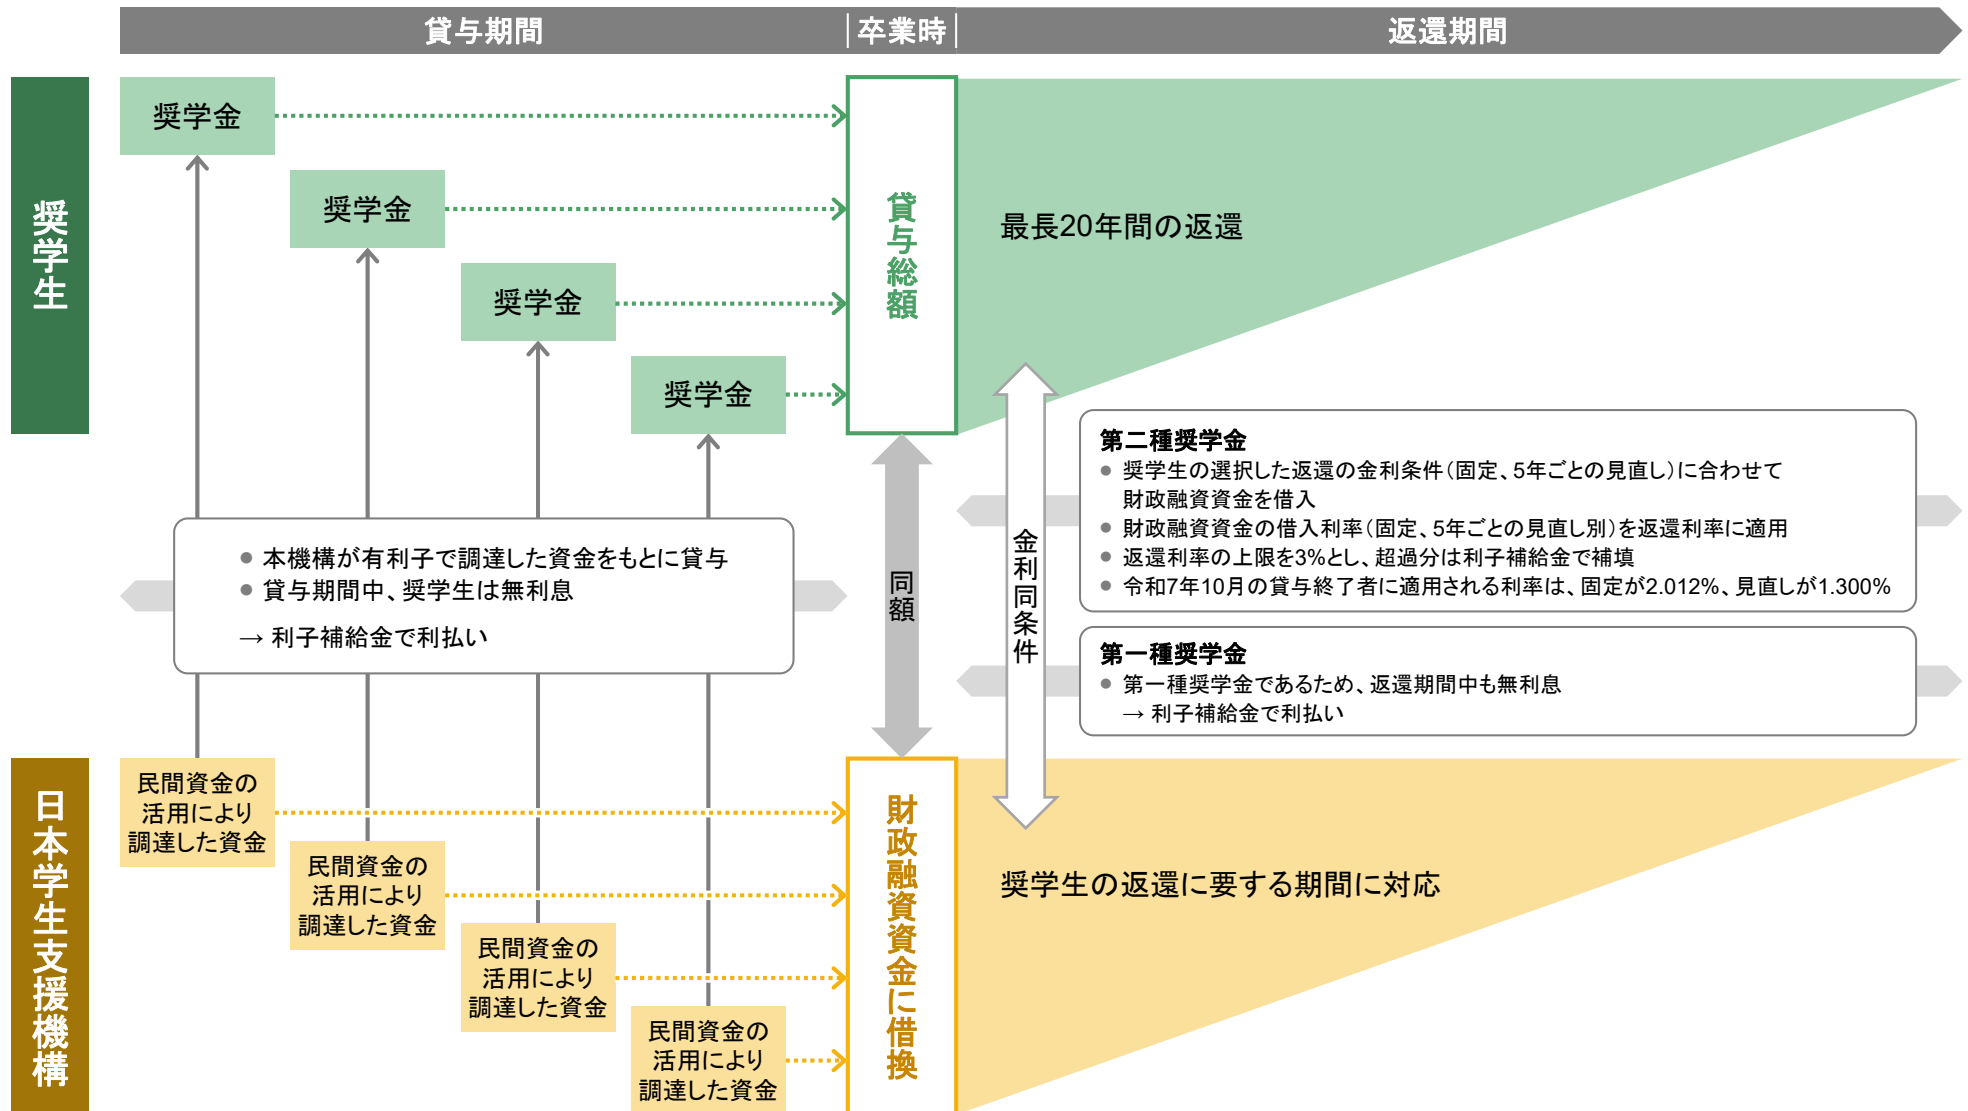 貸与期間
卒業時
返還期間
奨学生
奨学金
奨学金
奨学金
奨学金
貸与総額
最長20年間の返還
本機構が有利子で調達した資金をもとに貸与
貸与期間中、奨学生は無利息
→ 利子補給金で利払い
同額
金利同条件
第二種奨学金
奨学生の選択した返還の金利条件（固定、5年ごとの見直し）に合わせて
財政融資資金を借入
財政融資資金の借入利率（固定、5年ごとの見直し別）を返還利率に適用
返還利率の上限を3%とし、超過分は利子補給金で補填
令和7年10月の貸与終了者に適用される利率は、固定が2.012%、見直しが1.300%
第一種奨学金
第一種奨学金であるため、返還期間中も無利息
→ 利子補給金で利払い
日本学生支援機構
民間資金の
活用により
調達した資金
民間資金の
活用により
調達した資金
民間資金の
活用により
調達した資金
民間資金の
活用により
調達した資金
財政融資資金に借換
奨学生の返還に要する期間に対応